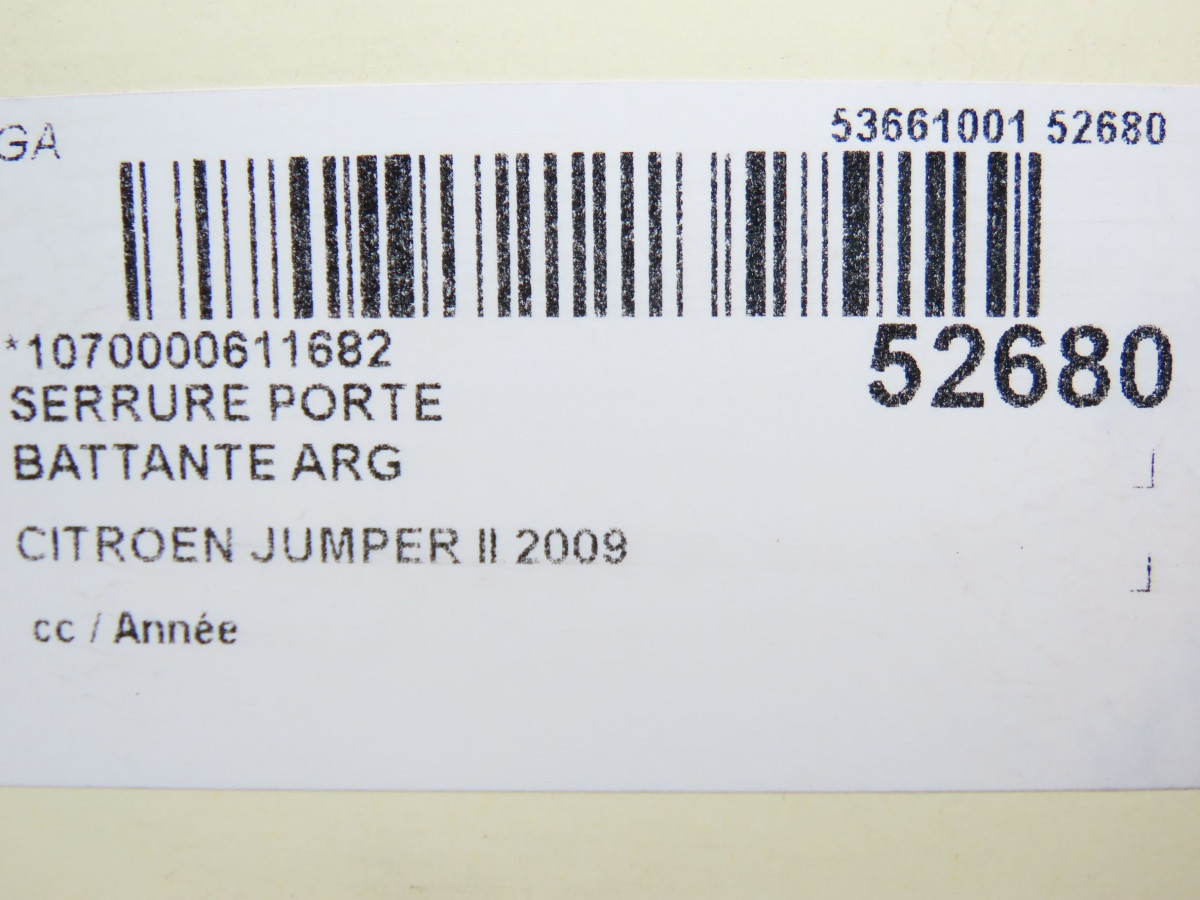 GA
53661001 52680
*1070000611682
52680
SERRURE PORTE
BATTANTE ARG
CITROEN JUMPER II 2009
cc / Année